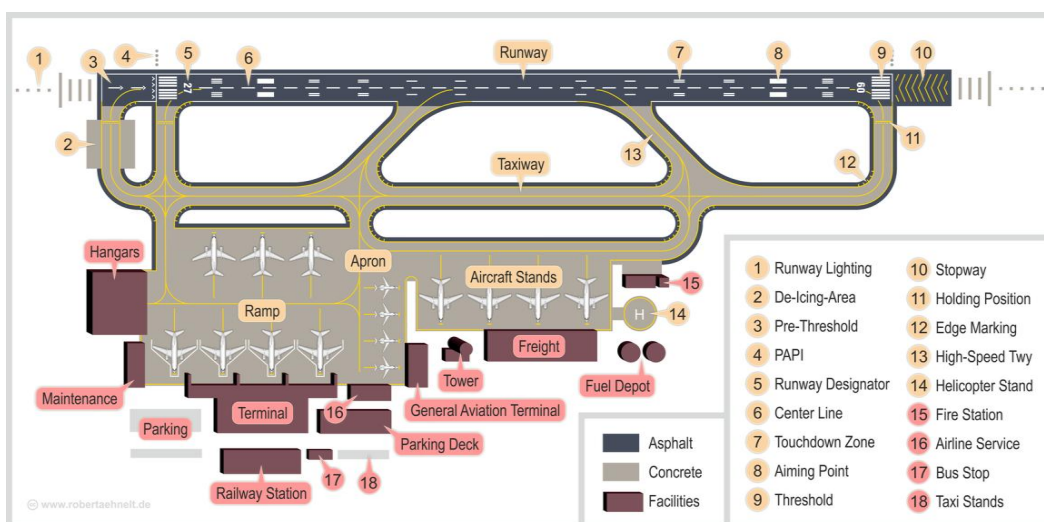 1
3
4
5
6
Runway
7
8
9
10
27
09
2
13
11
Taxiway
12
Hangars
Apron
Aircraft Stands
15
Ramp
H
14
Freight
Tower
Fuel Depot
Maintenance
General Aviation Terminal
Terminal
16
Parking
Parking Deck
Railway Station
17
18
cc www.robertaehnelt.de
Asphalt
Concrete
Facilities
1 Runway Lighting
2 De-Icing-Area
3 Pre-Threshold
4 PAPI
5 Runway Designator
6 Center Line
7 Touchdown Zone
8 Aiming Point
9 Threshold
10 Stopway
11 Holding Position
12 Edge Marking
13 High-Speed Twy
14 Helicopter Stand
15 Fire Station
16 Airline Service
17 Bus Stop
18 Taxi Stands